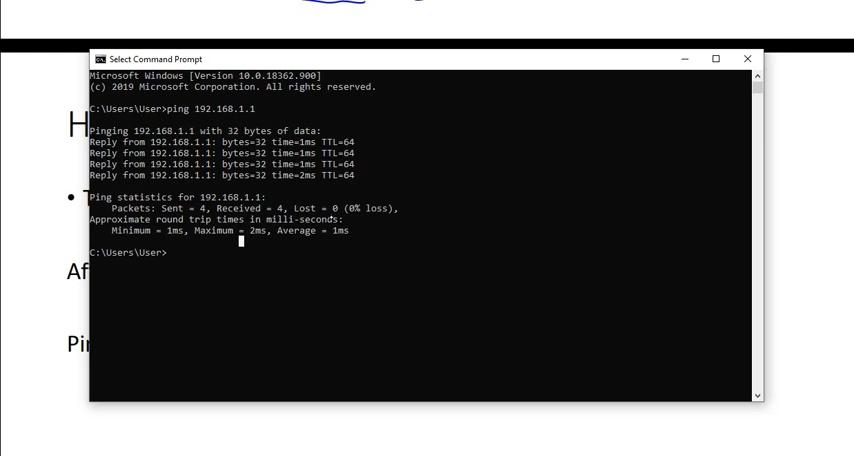 Select Command Prompt
Microsoft Windows [Version 10.0.18362.900]
(c) 2019 Microsoft Corporation. All rights reserved.
C:\Users\User>ping 192.168.1.1
Pinging 192.168.1.1 with 32 bytes of data:
Reply from 192.168.1.1: bytes=32 time=1ms TTL=64
Reply from 192.168.1.1: bytes=32 time=1ms TTL=64
Reply from 192.168.1.1: bytes=32 time=1ms TTL=64
Reply from 192.168.1.1: bytes=32 time=2ms TTL=64
Ping statistics for 192.168.1.1:
Packets: Sent = 4, Received = 4, Lost = 0 (0% loss),
Approximate round trip times in milli-seconds:
Minimum = 1ms, Maximum = 2ms, Average = 1ms
C:\Users\User>
H
Af